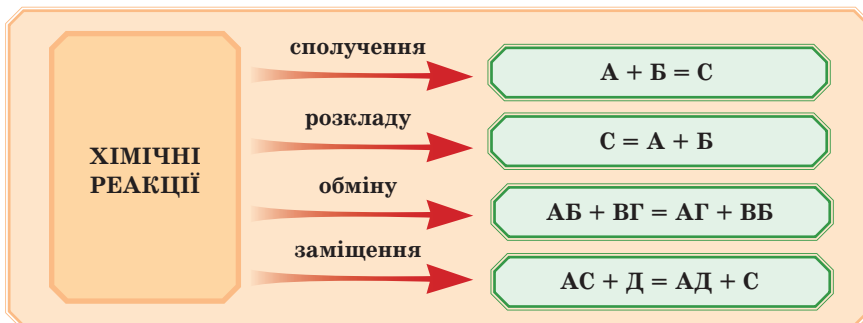 ХІМІЧНІ
РЕАКЦІЇ
сполучення
А + Б = С
розкладу
С = А + Б
обміну
АБ + ВГ = АГ + ВБ
заміщення
АС + Д = АД + С